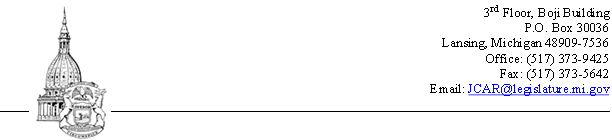 3rd Floor, Boji Building
P.O. Box 30036
Lansing, Michigan 48909-7536
Office: (517) 373-9425
Fax: (517) 373-5642
Email: JCAR@legislature.mi.gov